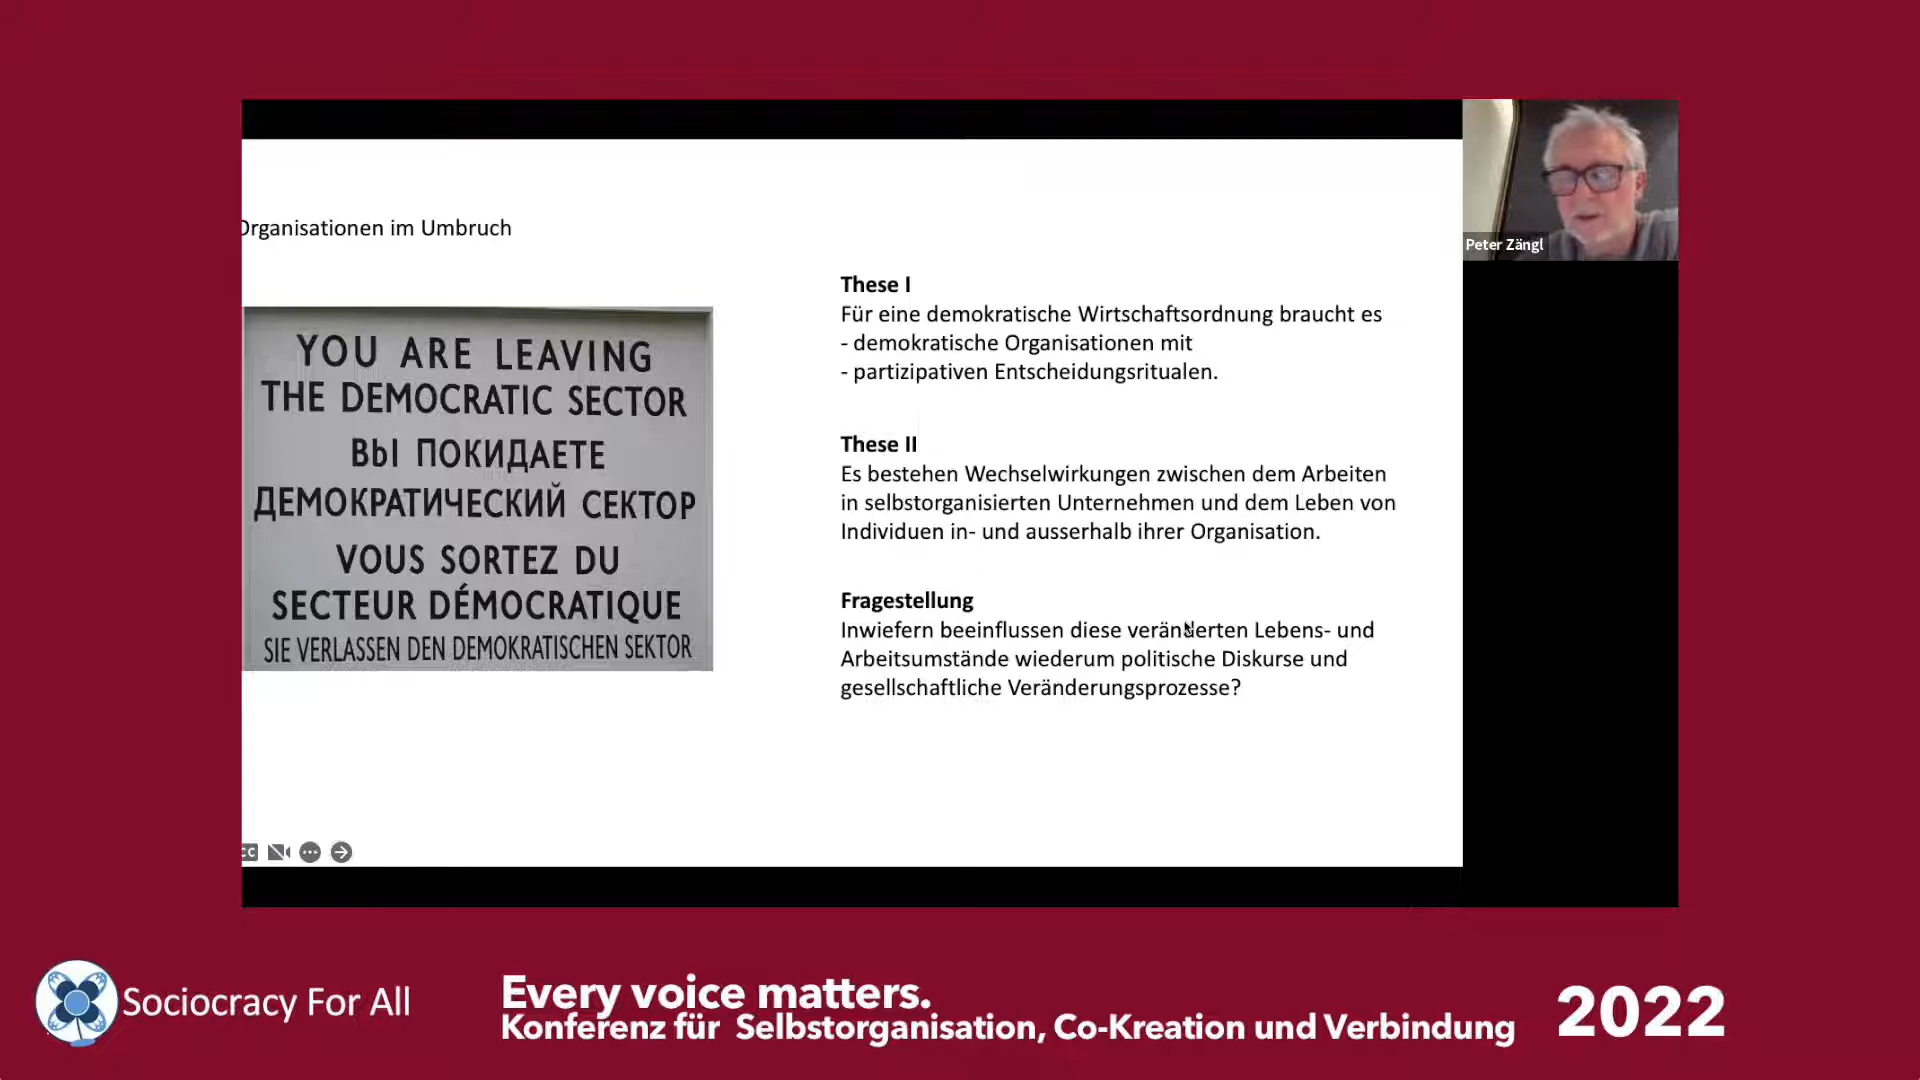 Organisationen im Umbruch
YOU ARE LEAVING
THE DEMOCRATIC SECTOR
ВЫ ПОКИДАЕТЕ
ДЕМОКРАТИЧЕСКИЙ СЕКТОР
VOUS SORTEZ DU
SECTEUR DÉMOCRATIQUE
SIE VERLASSEN DEN DEMOKRATISCHEN SEKTOR
These I
Für eine demokratische Wirtschaftsordnung braucht es
- demokratische Organisationen mit
- partizipativen Entscheidungsritualen.
These II
Es bestehen Wechselwirkungen zwischen dem Arbeiten
in selbstorganisierten Unternehmen und dem Leben von
Individuen in- und ausserhalb ihrer Organisation.
Fragestellung
Inwiefern beeinflussen diese veränderten Lebens- und
Arbeitsumstände wiederum politische Diskurse und
gesellschaftliche Veränderungsprozesse?
Peter Zängl
CC
Sociocracy For All
Every voice matters.
Konferenz für Selbstorganisation, Co-Kreation und Verbindung
2022